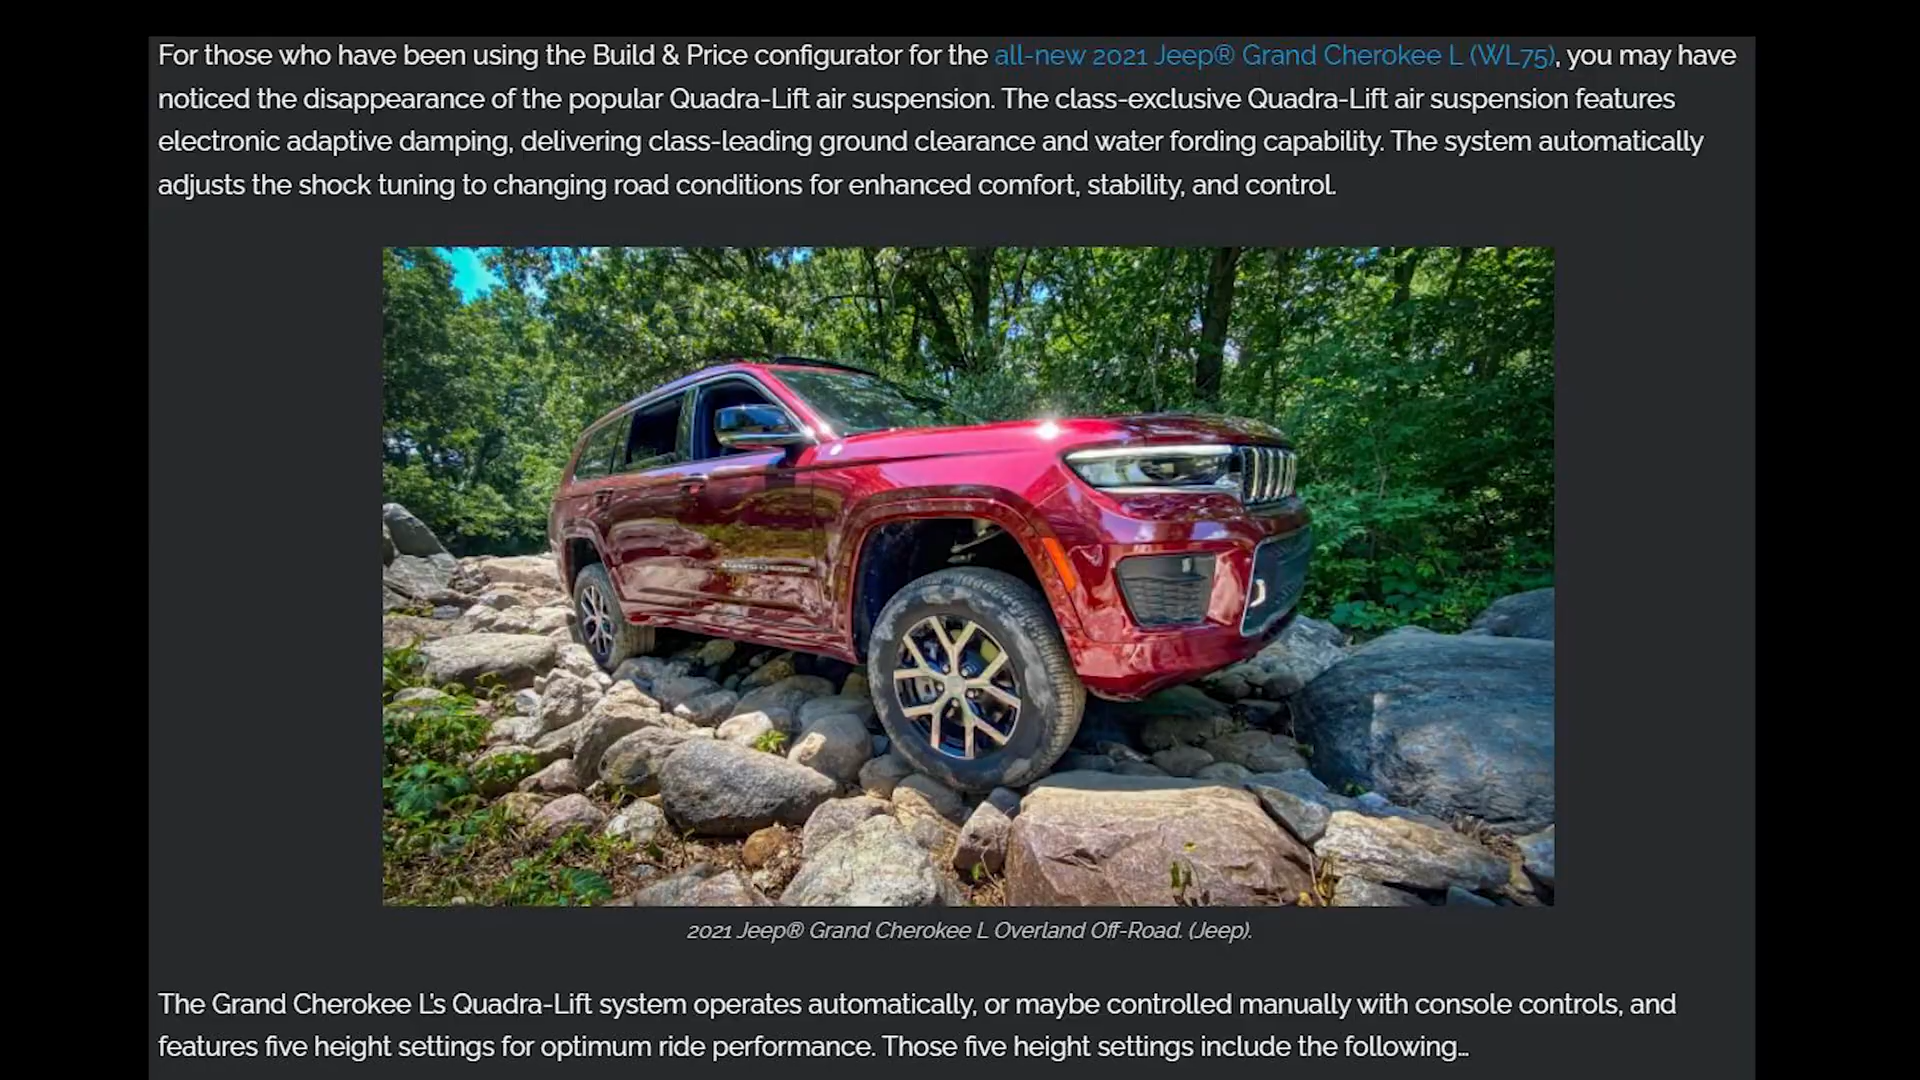 For those who have been using the Build & Price configurator for the all-new 2021 Jeep® Grand Cherokee L (WL75), you may have
noticed the disappearance of the popular Quadra-Lift air suspension. The class-exclusive Quadra-Lift air suspension features
electronic adaptive damping, delivering class-leading ground clearance and water fording capability. The system automatically
adjusts the shock tuning to changing road conditions for enhanced comfort, stability, and control.
2021 Jeep® Grand Cherokee L Overland Off-Road. (Jeep).
The Grand Cherokee L's Quadra-Lift system operates automatically, or maybe controlled manually with console controls, and
features five height settings for optimum ride performance. Those five height settings include the following…